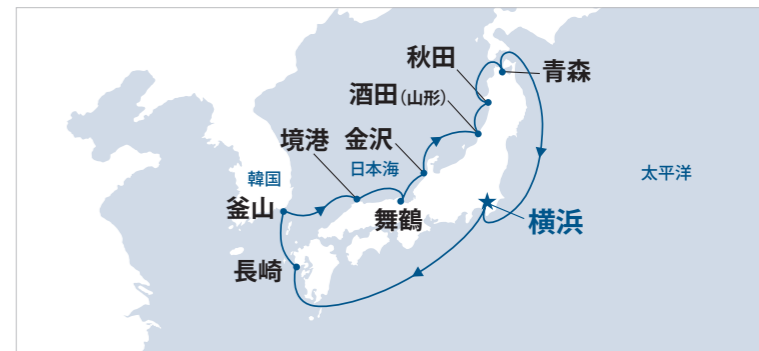 秋田
青森
酒田(山形)
境港
金沢
日本海
韓国
太平洋
釜山
舞鶴
横浜
長崎